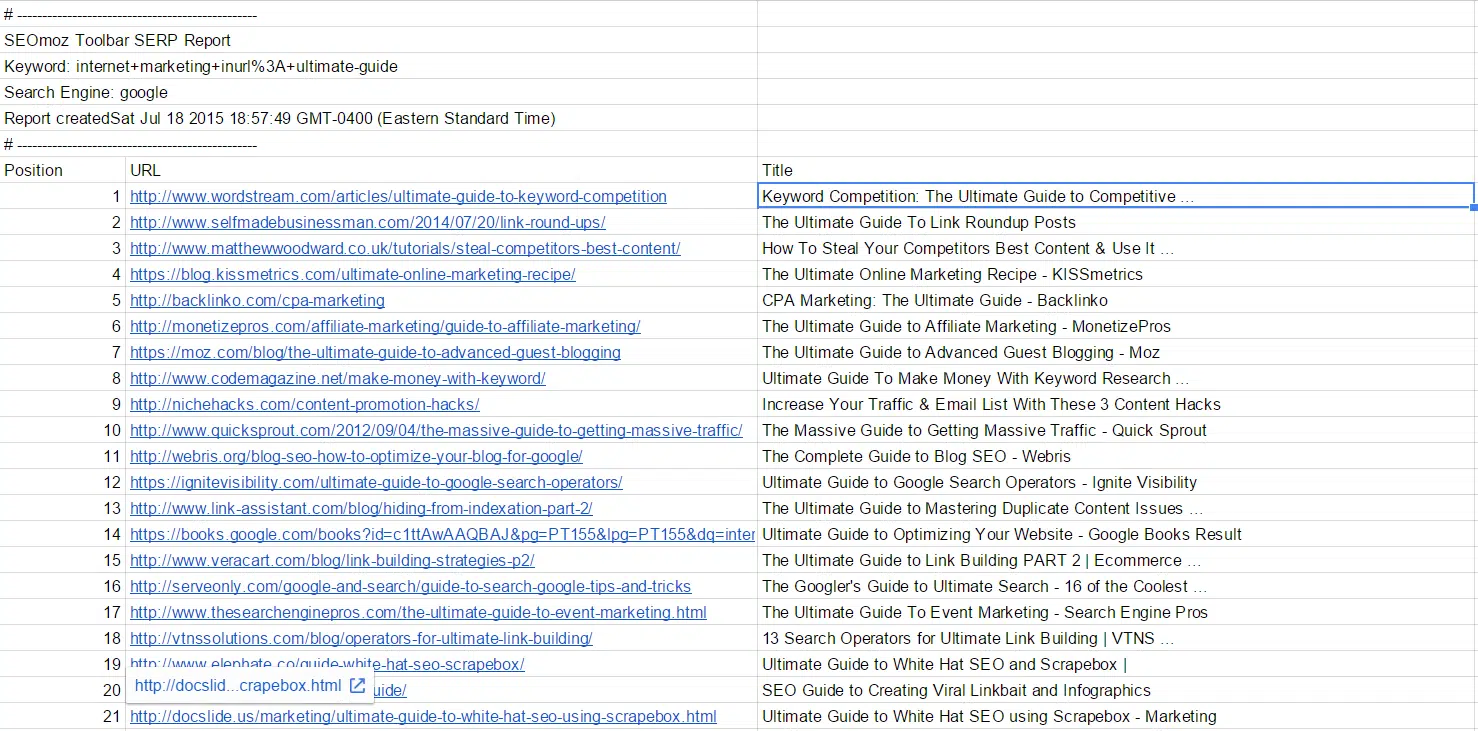 # ------------------------------------------------
SEOmoz Toolbar SERP Report
Keyword: internet+marketing+inurl%3A+ultimate-guide
Search Engine: google
Report createdSat Jul 18 2015 18:57:49 GMT-0400 (Eastern Standard Time)
# ------------------------------------------------
Position URL Title
1 http://www.wordstream.com/articles/ultimate-guide-to-keyword-competition Keyword Competition: The Ultimate Guide to Competitive ...
2 http://www.selfmadebusinessman.com/2014/07/20/link-round-ups/ The Ultimate Guide To Link Roundup Posts
3 http://www.matthewwoodward.co.uk/tutorials/steal-competitors-best-content/ How To Steal Your Competitors Best Content & Use It ...
4 https://blog.kissmetrics.com/ultimate-online-marketing-recipe/ The Ultimate Online Marketing Recipe - KISSmetrics
5 http://backlinko.com/cpa-marketing CPA Marketing: The Ultimate Guide - Backlinko
6 http://monetizepros.com/affiliate-marketing/guide-to-affiliate-marketing/ The Ultimate Guide to Affiliate Marketing - MonetizePros
7 https://moz.com/blog/the-ultimate-guide-to-advanced-guest-blogging The Ultimate Guide to Advanced Guest Blogging - Moz
8 http://www.codemagazine.net/make-money-with-keyword/ Ultimate Guide To Make Money With Keyword Research ...
9 http://nichehacks.com/content-promotion-hacks/ Increase Your Traffic & Email List With These 3 Content Hacks
10 http://www.quicksprout.com/2012/09/04/the-massive-guide-to-getting-massive-traffic/ The Massive Guide to Getting Massive Traffic - Quick Sprout
11 http://webris.org/blog-seo-how-to-optimize-your-blog-for-google/ The Complete Guide to Blog SEO - Webris
12 https://ignitevisibility.com/ultimate-guide-to-google-search-operators/ Ultimate Guide to Google Search Operators - Ignite Visibility
13 http://www.link-assistant.com/blog/hiding-from-indexation-part-2/ The Ultimate Guide to Mastering Duplicate Content Issues ...
14 https://books.google.com/books?id=c1ttAwAAQBAJ&pg=PT155&lpg=PT155&dq=inter Ultimate Guide to Optimizing Your Website - Google Books Result
15 http://www.veracart.com/blog/link-building-strategies-p2/ The Ultimate Guide to Link Building PART 2 | Ecommerce ...
16 http://serveonly.com/google-and-search/guide-to-search-google-tips-and-tricks The Googler's Guide to Ultimate Search - 16 of the Coolest ...
17 http://www.thesearchenginepros.com/the-ultimate-guide-to-event-marketing.html The Ultimate Guide To Event Marketing - Search Engine Pros
18 http://vtnssolutions.com/blog/operators-for-ultimate-link-building/ 13 Search Operators for Ultimate Link Building | VTNS ...
19 http://www.elephate.co/guide-white-hat-seo-scrapebox/ Ultimate Guide to White Hat SEO and Scrapebox |
http://docslid...crapebox.html
20 uide/ SEO Guide to Creating Viral Linkbait and Infographics
21 http://docslide.us/marketing/ultimate-guide-to-white-hat-seo-using-scrapebox.html Ultimate Guide to White Hat SEO using Scrapebox - Marketing